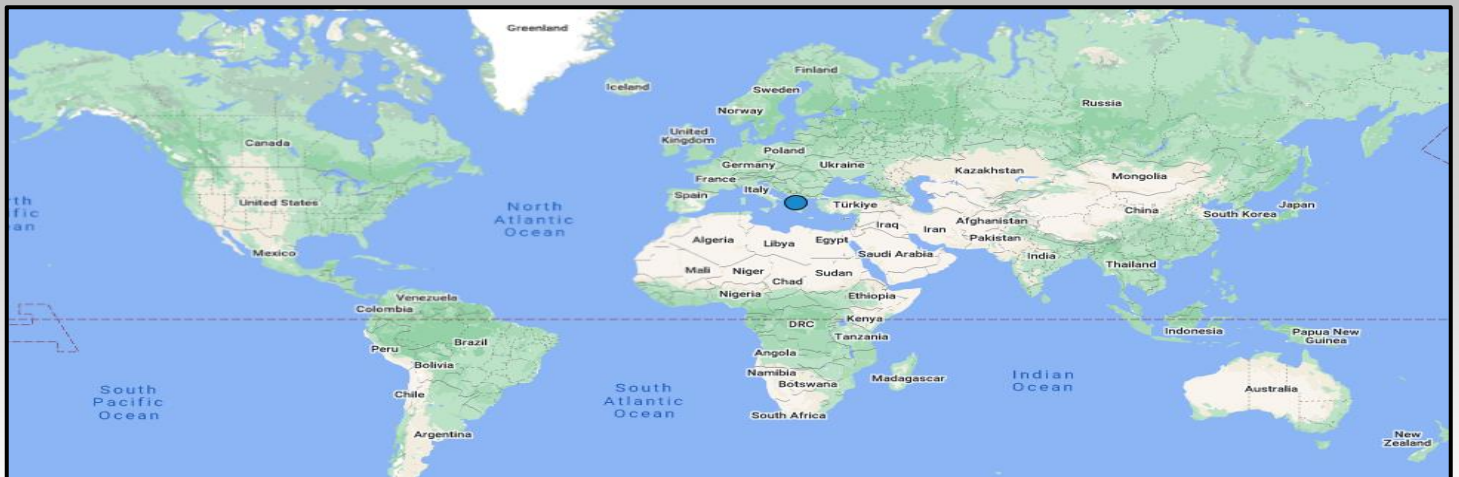 Greenland
Iceland
Finland
Sweden
Norway
Russia
United
Kingdom
Canada
Poland
Germany
Ukraine
France
Kazakhstan
Mongolia
Italy
Spain
United States
Türkiye
North
Atlantic
Ocean
Japan
China
South Korea
Afghanistan
Iraq
Iran
Pakistan
Algeria
Libya
Egypt
Saudi Arabia
Mexico
India
Thailand
Mali
Niger
Chad
Sudan
Nigeria
Ethiopia
Venezuela
Colombia
DRC
Kenya
Tanzania
Indonesia
Papua New
Guinea
Peru
Brazil
Bolivia
Angola
Namibia
Botswana
Madagascar
Indian
Ocean
South
Pacific
Ocean
Chile
South
Atlantic
Ocean
Australia
South Africa
Argentina
New
Zealand